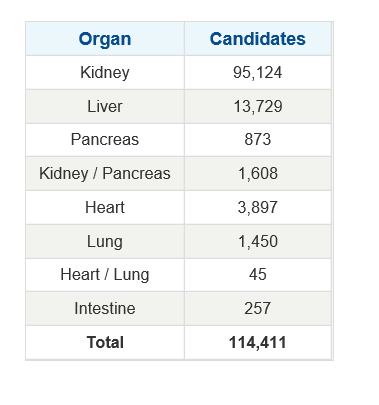 Organ Candidates
Kidney 95,124
Liver 13,729
Pancreas 873
Kidney / Pancreas 1,608
Heart 3,897
Lung 1,450
Heart / Lung 45
Intestine 257
Total 114,411